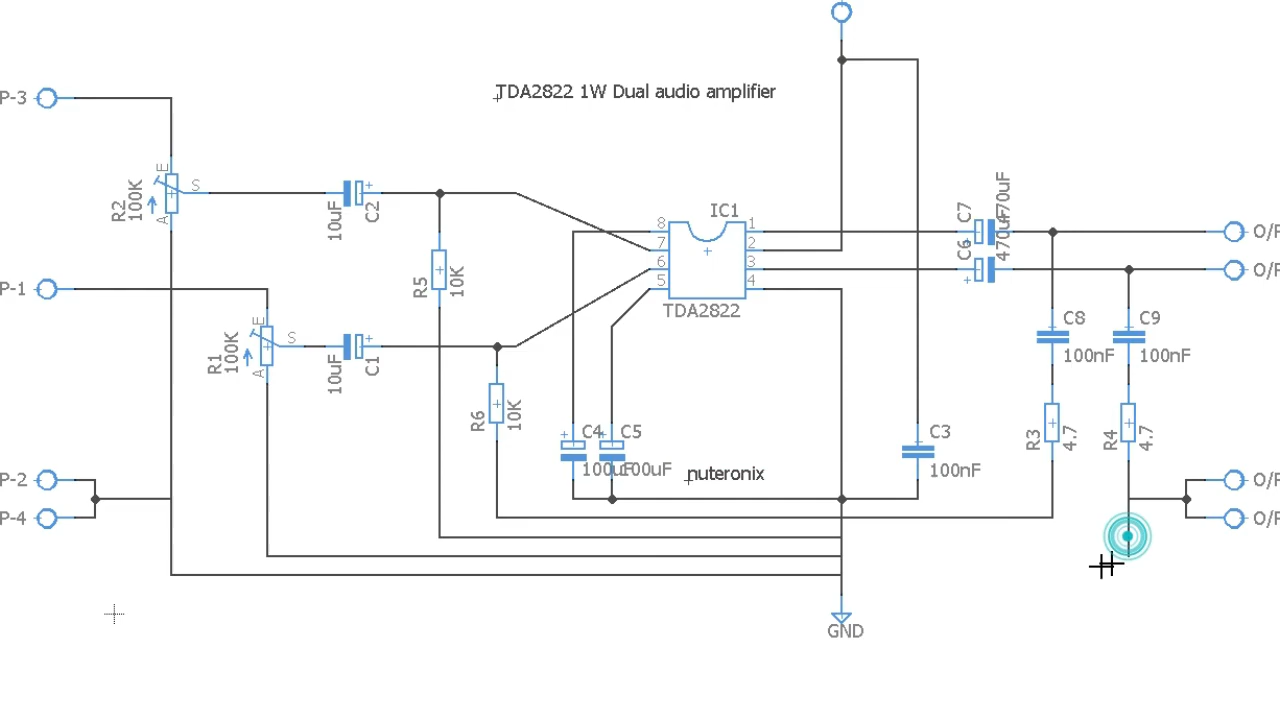 TDA2822 1W Dual audio amplifier
P-3
E
S
A
R2
100K
10uF
C2
R5
10K
P-1
E
S
A
R1
100K
10uF
C1
R6
10K
IC1
8
7
6
5
1
2
3
4
TDA2822
C7
470uF
C6
470uF
O/P
O/P
C8
100nF
C9
100nF
C4
100uF
C5
100uF
C3
100nF
R3
4.7
R4
4.7
nuteronix
P-2
P-4
O/P
O/P
GND